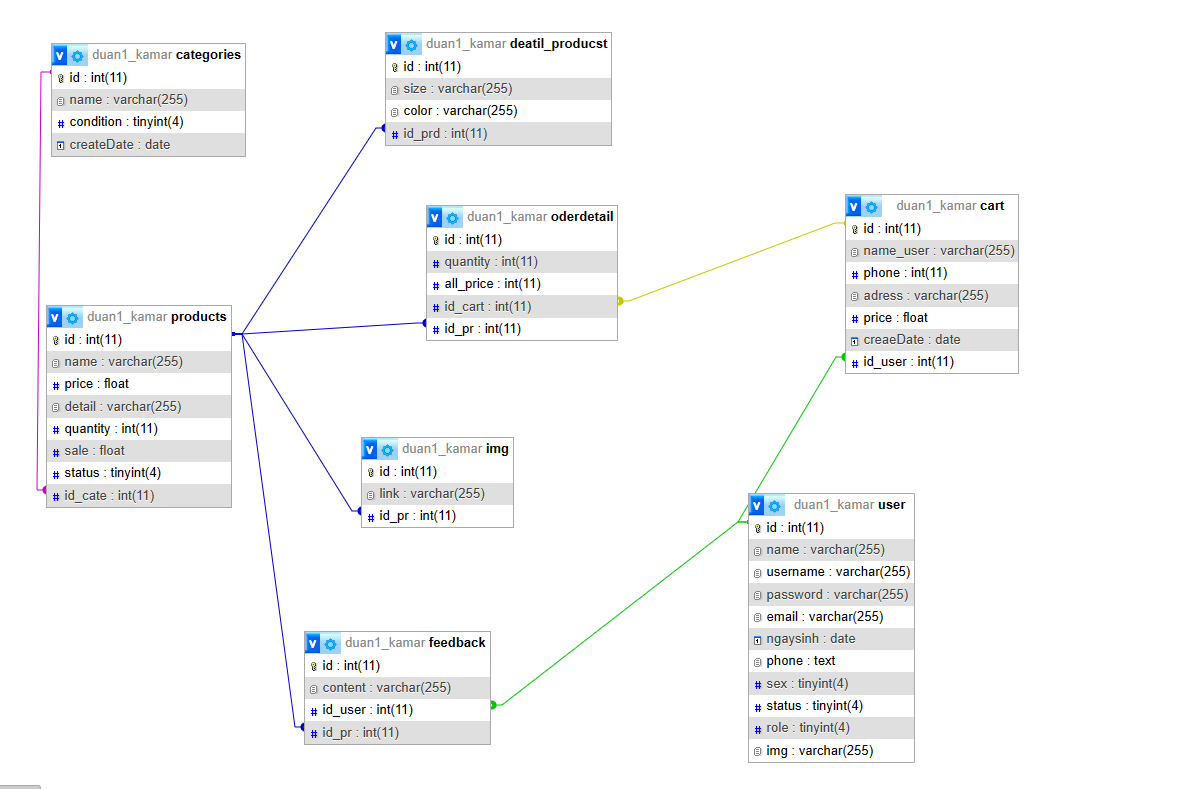 duan1_kamar categories
id : int(11)
name : varchar(255)
condition : tinyint(4)
createDate : date
duan1_kamar deatil_producst
id : int(11)
size : varchar(255)
color : varchar(255)
id_prd : int(11)
duan1_kamar oderdetail
id : int(11)
quantity : int(11)
all_price : int(11)
id_cart : int(11)
id_pr : int(11)
duan1_kamar cart
id : int(11)
name_user : varchar(255)
phone : int(11)
adress : varchar(255)
price : float
creaeDate : date
id_user : int(11)
duan1_kamar products
id : int(11)
name : varchar(255)
price : float
detail : varchar(255)
quantity : int(11)
sale : float
status : tinyint(4)
id_cate : int(11)
duan1_kamar img
id : int(11)
link : varchar(255)
id_pr : int(11)
duan1_kamar user
id : int(11)
name : varchar(255)
username : varchar(255)
password : varchar(255)
email : varchar(255)
ngaysinh : date
phone : text
sex : tinyint(4)
status : tinyint(4)
role : tinyint(4)
img : varchar(255)
duan1_kamar feedback
id : int(11)
content : varchar(255)
id_user : int(11)
id_pr : int(11)